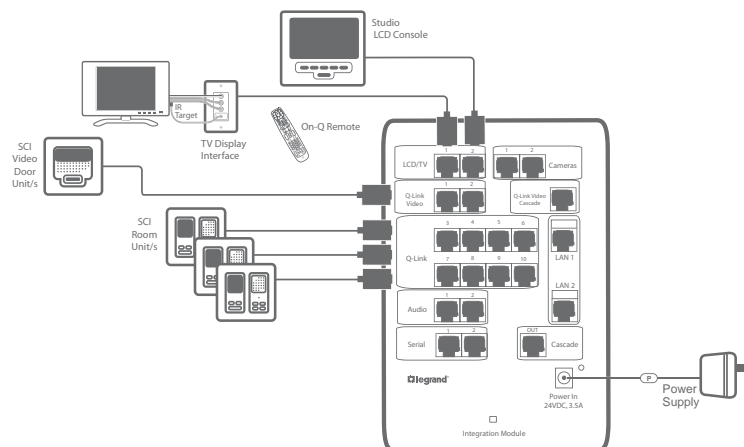 Studio
LCD Console
IR
Target
On-Q Remote
TV Display
Interface
SCI
Video
Door
Unit/s
SCI
Room
Unit/s
1 2
LCD/TV
1 2
Cameras
1 2
Q-Link
Video
Q-Link Video
Cascade
3 4 5 6
Q-Link
7 8 9 10
LAN 1
LAN 2
1 2
Audio
1 2
Serial
OUT
Cascade
legrand
Power In
24VDC, 3.5A
P
Power
Supply
Integration Module